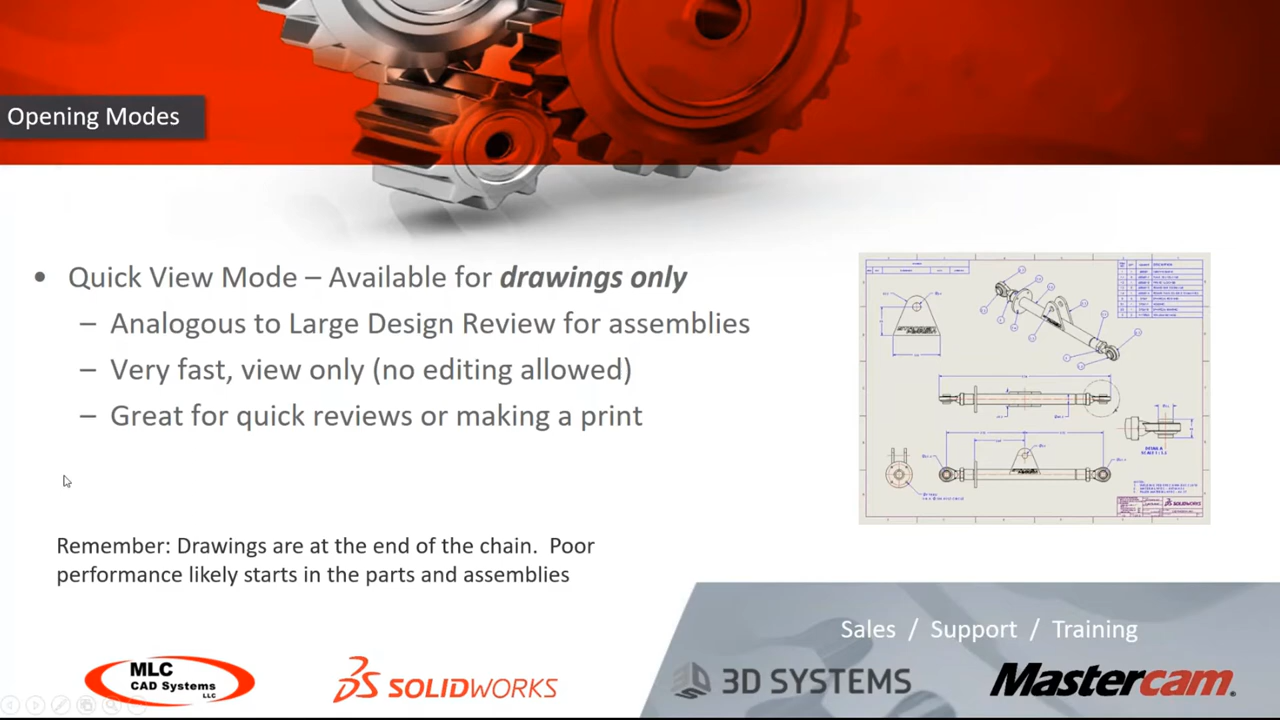 Opening Modes
• Quick View Mode – Available for drawings only
– Analogous to Large Design Review for assemblies
– Very fast, view only (no editing allowed)
– Great for quick reviews or making a print
Remember: Drawings are at the end of the chain. Poor
performance likely starts in the parts and assemblies
SOLIDWORKS
Sales / Support / Training
MLC
CAD Systems
LLC
SOLIDWORKS
3D SYSTEMS
Mastercam.